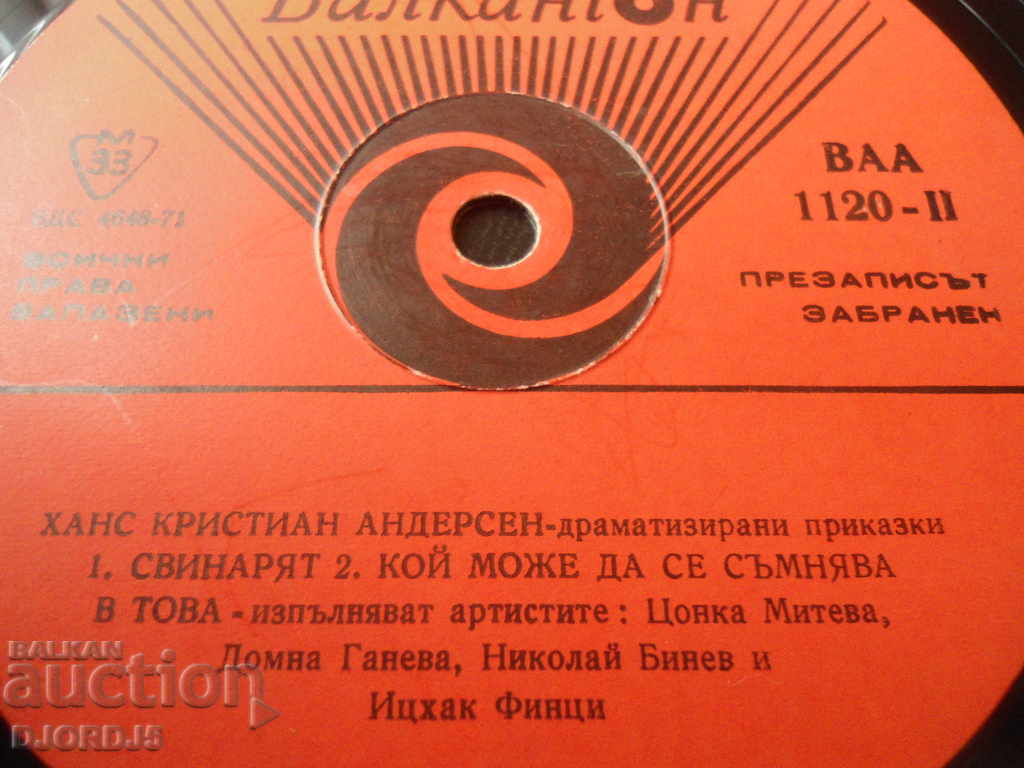 Балкантон
М
33
БДС 4648-71
ВСИЧКИ
ПРАВА
ЗАПАЗЕНИ
ВАА
1120-II
ПРЕЗАПИСЪТ
ЗАБРАНЕН
ХАНС КРИСТИАН АНДЕРСЕН-драматизирани приказки
1. СВИНАРЯТ 2. КОЙ МОЖЕ ДА СЕ СЪМНЯВА
В ТОВА - изпълняват артистите: Цонка Митева,
Домна Ганева, Николай Бинев и
Ицхак Финци
BALKAN
auction
DJORDJ5